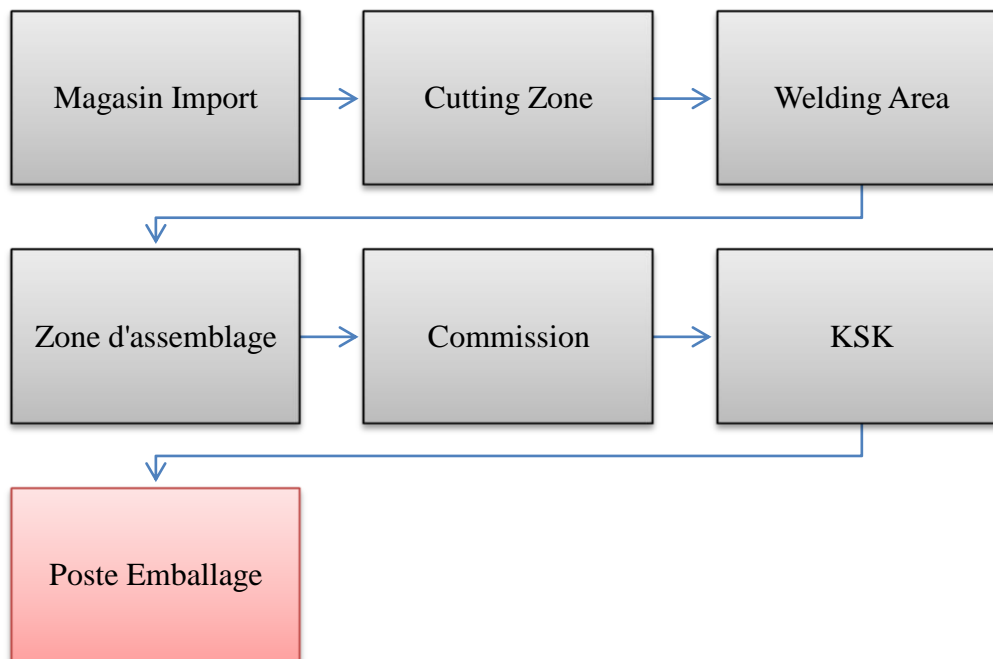 Magasin Import
Cutting Zone
Welding Area
Zone d'assemblage
Commission
KSK
Poste Emballage